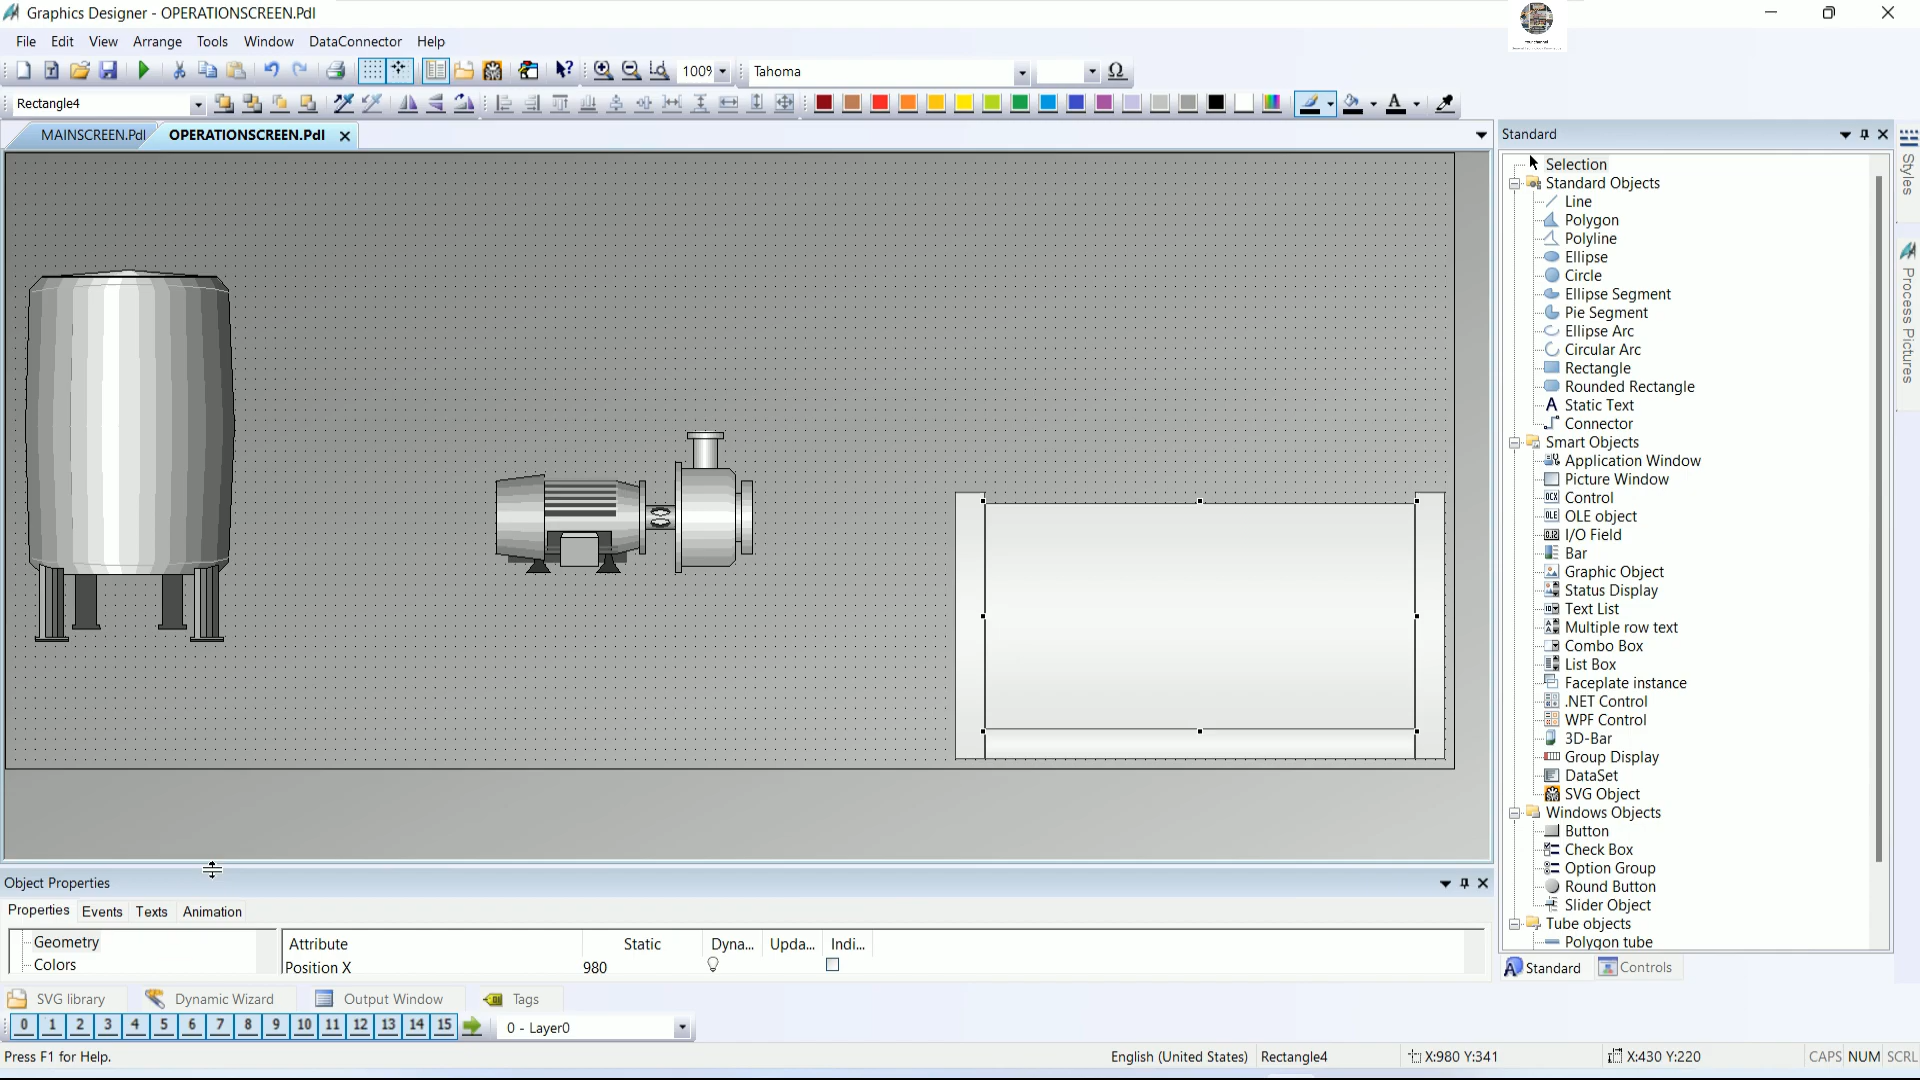 Graphics Designer - OPERATIONSCREEN.Pdl
File Edit View Arrange Tools Window DataConnector Help
100% Tahoma Ω
Rectangle4
MAINSCREEN.Pdl OPERATIONSCREEN.Pdl
Standard
Selection
Standard Objects
Line
Polygon
Polyline
Ellipse
Circle
Ellipse Segment
Pie Segment
Ellipse Arc
Circular Arc
Rectangle
Rounded Rectangle
A Static Text
Connector
Smart Objects
Application Window
Picture Window
OCX Control
OLE OLE object
0.12 I/O Field
Bar
Graphic Object
Status Display
Text List
Multiple row text
Combo Box
List Box
Faceplate instance
.NET Control
WPF Control
3D-Bar
Group Display
DataSet
SVG Object
Windows Objects
Button
Check Box
Option Group
Round Button
Slider Object
Tube objects
Polygon tube
Standard Controls
Styles
Process Pictures
Object Properties
Properties Events Texts Animation
Geometry
Colors
Attribute Static Dyna... Upda... Indi...
Position X 980
SVG library Dynamic Wizard Output Window Tags
0 1 2 3 4 5 6 7 8 9 10 11 12 13 14 15 0 - Layer0
Press F1 for Help. English (United States) Rectangle4 X:980 Y:341 X:430 Y:220 CAPS NUM SCRL